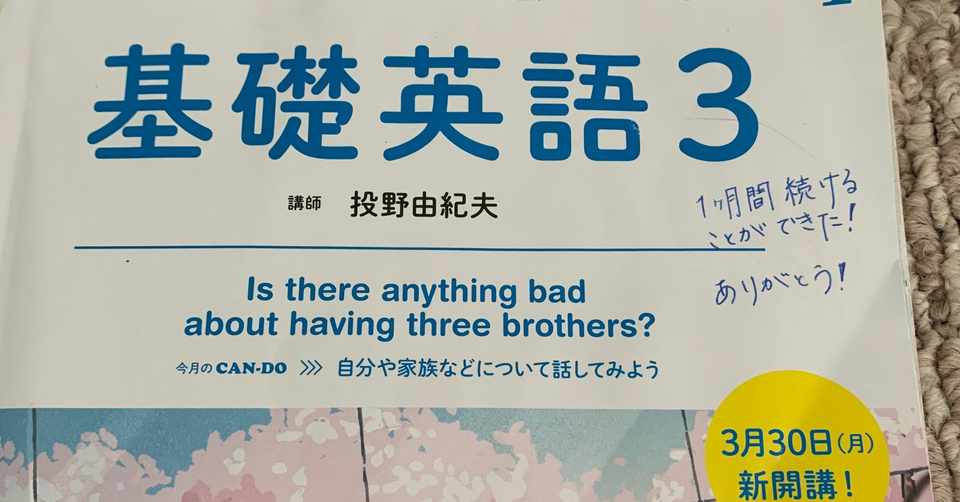 基礎英語3
講師 投野由紀夫
1ヶ月間 続ける
ことができた!
ありがとう!
Is there anything bad
about having three brothers?
今月のCAN-DO >>> 自分や家族などについて話してみよう
3月30日(月)
新開講!